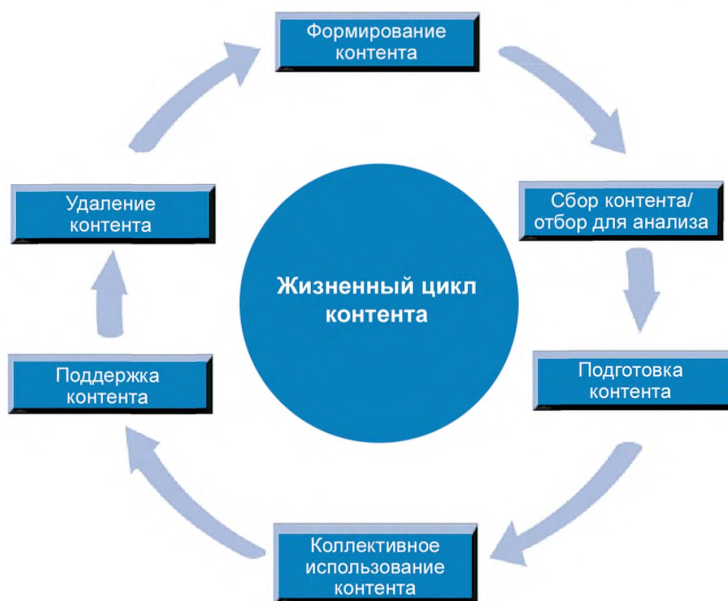 Формирование
контента
Сбор контента/
отбор для анализа
Подготовка
контента
Коллективное
использование
контента
Поддержка
контента
Удаление
контента
Жизненный цикл
контента